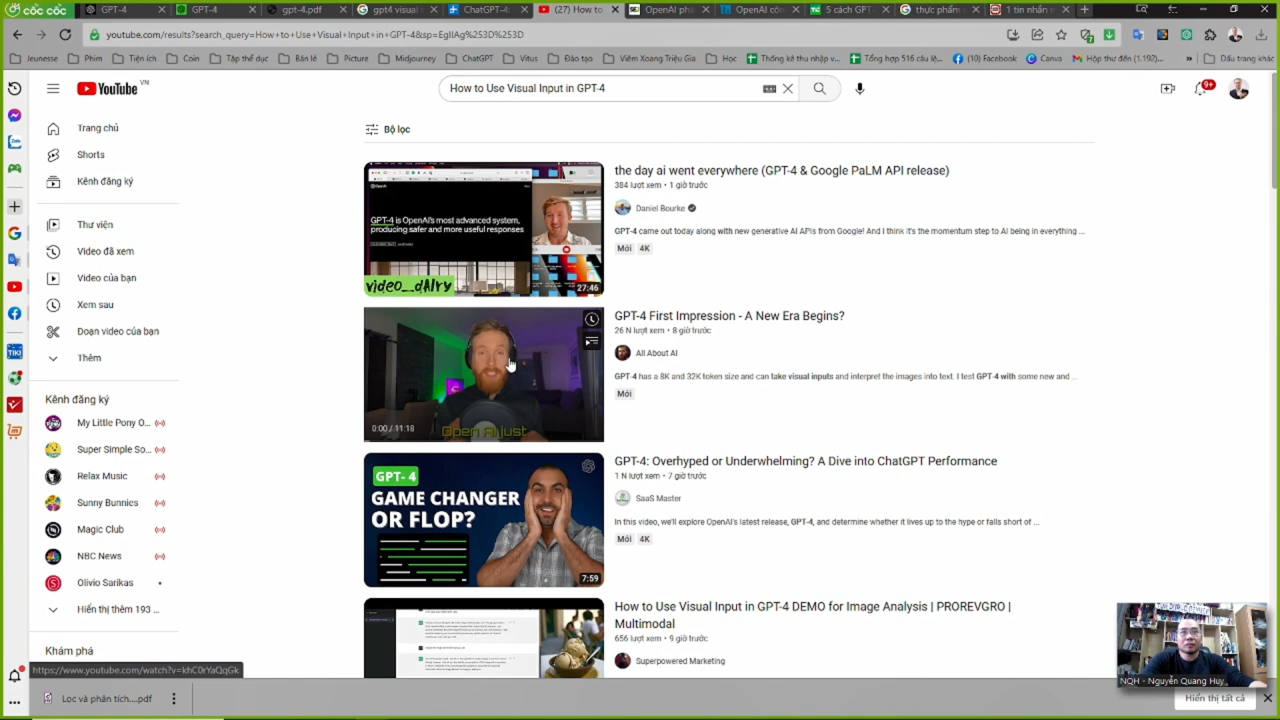 cốc cốc
GPT-4
GPT-4
gpt-4.pdf
gpt4 visual i
ChatGPT-4:
(27) How to
OpenAI phá
OpenAI côn
5 cách GPT-
thực phẩm
1 tin nhắn m
youtube.com/results?search_query=How+to+Use+Visual+Input+in+GPT-4&sp=EgIIAg%253D%253D
Jeunesse
Phim
Tiện ích
Coin
Tập thể dục
Bán lẻ
Picture
Midjourney
ChatGPT
Vitus
Đào tạo
Viêm Xoang Triệu Gia
Học
Thống kê thu nhập v...
Tổng hợp 516 câu lệ...
(10) Facebook
Canva
Hộp thư đến (1.192)...
Dấu trang khác
YouTube VN
How to Use Visual Input in GPT-4
9+
Trang chủ
Shorts
Kênh đăng ký
Thư viện
Video đã xem
Video của bạn
Xem sau
Đoạn video của bạn
Thêm
Kênh đăng ký
My Little Pony O...
Super Simple So...
Relax Music
Sunny Bunnies
Magic Club
NBC News
Olivio Sarikas
Hiển thị thêm 193 ...
Khám phá
Bộ lọc
GPT-4 is OpenAI's most advanced system,
producing safer and more useful responses
video__dAIry
27:46
the day ai went everywhere (GPT-4 & Google PaLM API release)
384 lượt xem • 1 giờ trước
Daniel Bourke
GPT-4 came out today along with new generative AI APIs from Google! And I think it's the momentum step to AI being in everything ...
Mới 4K
0:00 / 11:18
Open AI just
GPT-4 First Impression - A New Era Begins?
26 N lượt xem • 8 giờ trước
All About AI
GPT-4 has a 8K and 32K token size and can take visual inputs and interpret the images into text. I test GPT-4 with some new and ...
Mới
GPT- 4
GAME CHANGER
OR FLOP?
7:59
GPT-4: Overhyped or Underwhelming? A Dive into ChatGPT Performance
1 N lượt xem • 7 giờ trước
SaaS Master
In this video, we'll explore OpenAI's latest release, GPT-4, and determine whether it lives up to the hype or falls short of ...
Mới 4K
How to Use Visual Input in GPT-4 DEMO for Image Analysis | PROREVGRO |
Multimodal
656 lượt xem • 9 giờ trước
Superpowered Marketing
https://www.youtube.com/watch?v=khC0rYaQqGk
NQH - Nguyễn Quang Huy
Lọc và phân tích....pdf
Hiển thị tất cả